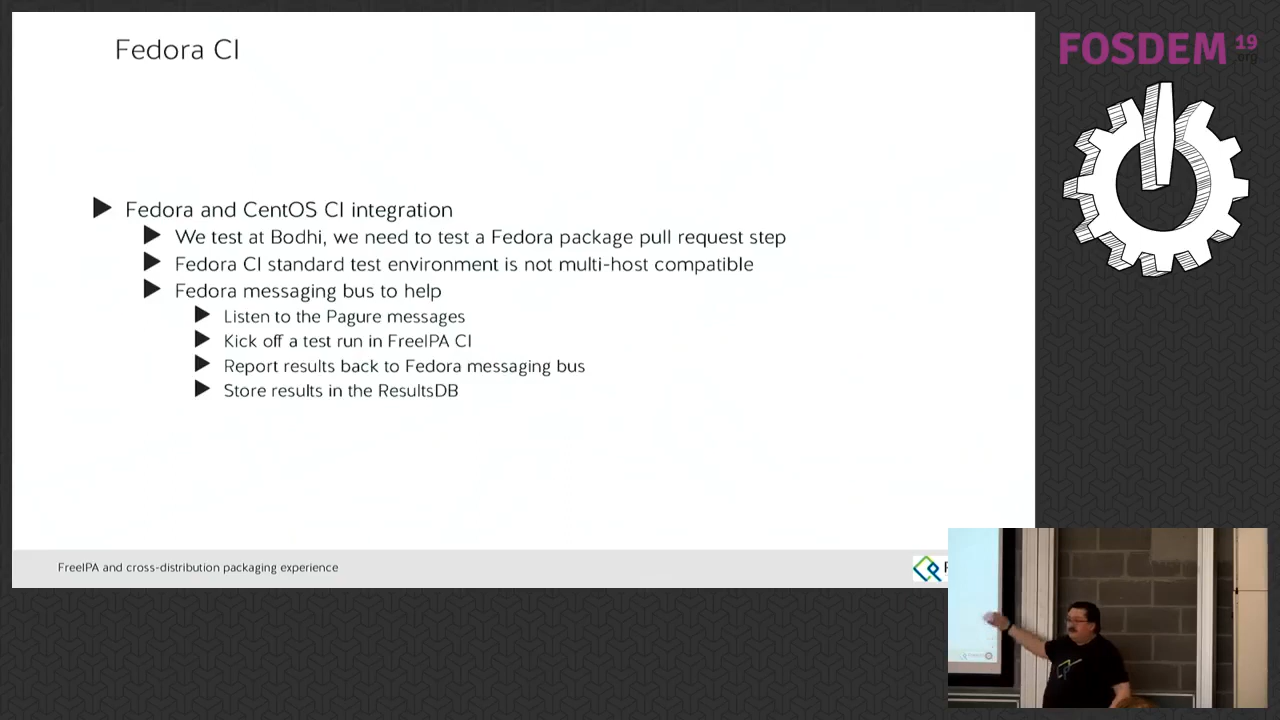 Fedora CI
FOSDEM 19
.org
Fedora and CentOS CI integration
We test at Bodhi, we need to test a Fedora package pull request step
Fedora CI standard test environment is not multi-host compatible
Fedora messaging bus to help
Listen to the Pagure messages
Kick off a test run in FreeIPA CI
Report results back to Fedora messaging bus
Store results in the ResultsDB
FreeIPA and cross-distribution packaging experience